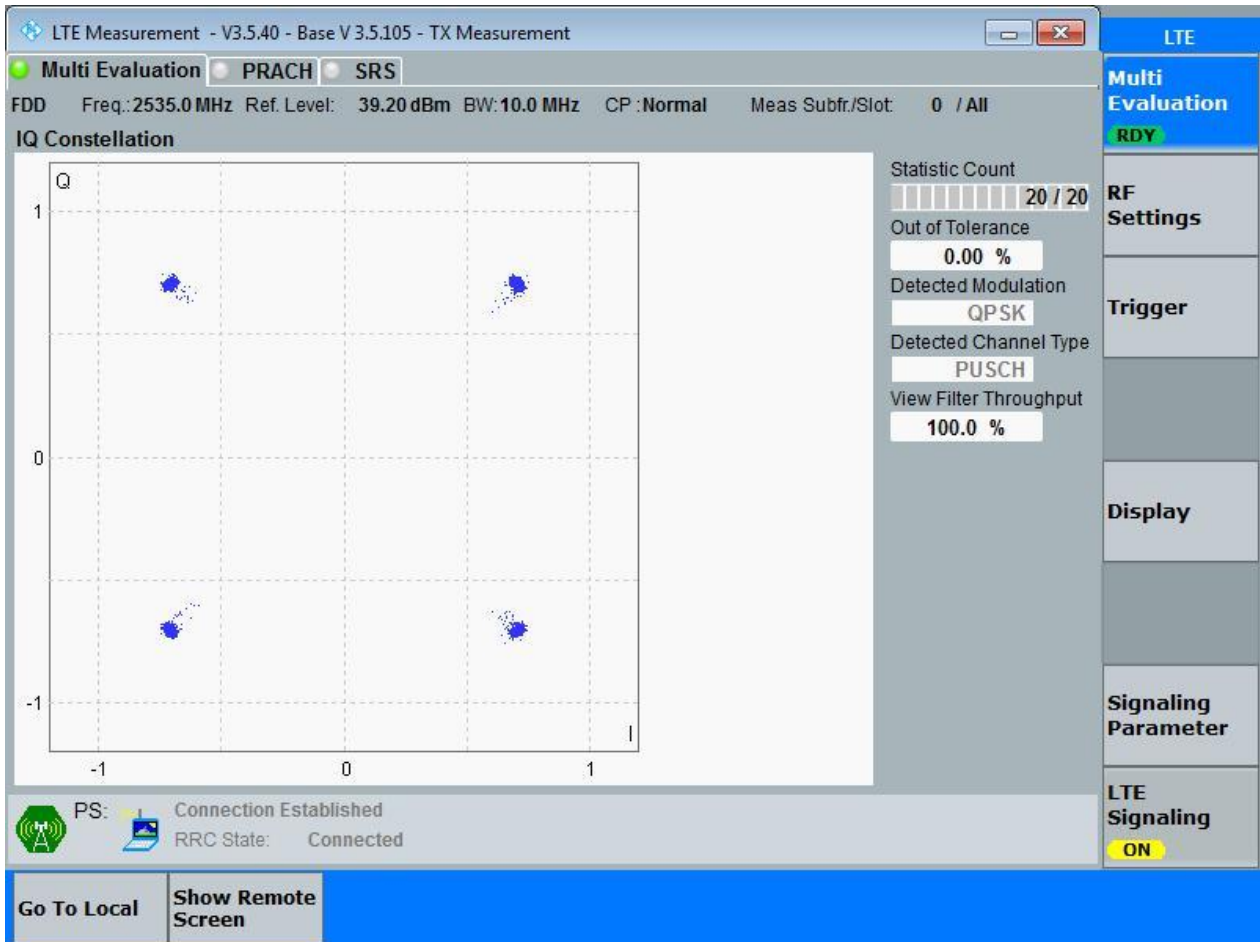 LTE Measurement - V3.5.40 - Base V 3.5.105 - TX Measurement
LTE
Multi Evaluation PRACH SRS
Multi
Evaluation
RDY
FDD Freq.: 2535.0 MHz Ref. Level: 39.20 dBm BW: 10.0 MHz CP : Normal Meas Subfr./Slot: 0 / All
IQ Constellation
Q
1
0
-1
I
-1 0 1
Statistic Count
20 / 20
Out of Tolerance
0.00 %
Detected Modulation
QPSK
Detected Channel Type
PUSCH
View Filter Throughput
100.0 %
RF
Settings
Trigger
Display
Signaling
Parameter
LTE
Signaling
ON
PS: Connection Established
RRC State: Connected
Go To Local
Show Remote
Screen